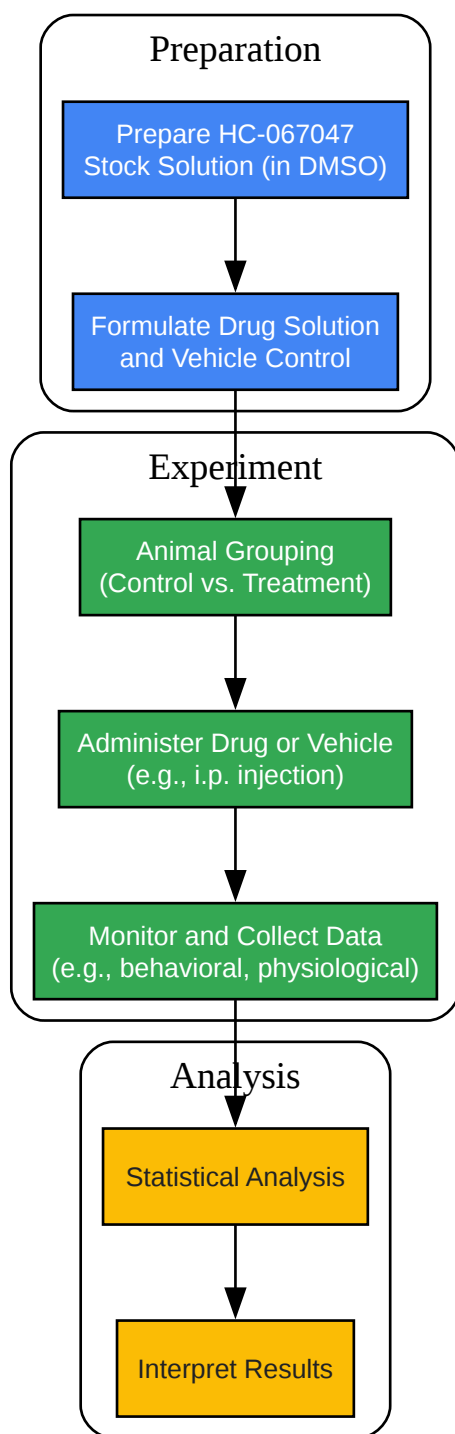 Preparation
Prepare HC-067047
Stock Solution (in DMSO)
Formulate Drug Solution
and Vehicle Control
Experiment
Animal Grouping
(Control vs. Treatment)
Administer Drug or Vehicle
(e.g., i.p. injection)
Monitor and Collect Data
(e.g., behavioral, physiological)
Analysis
Statistical Analysis
Interpret Results